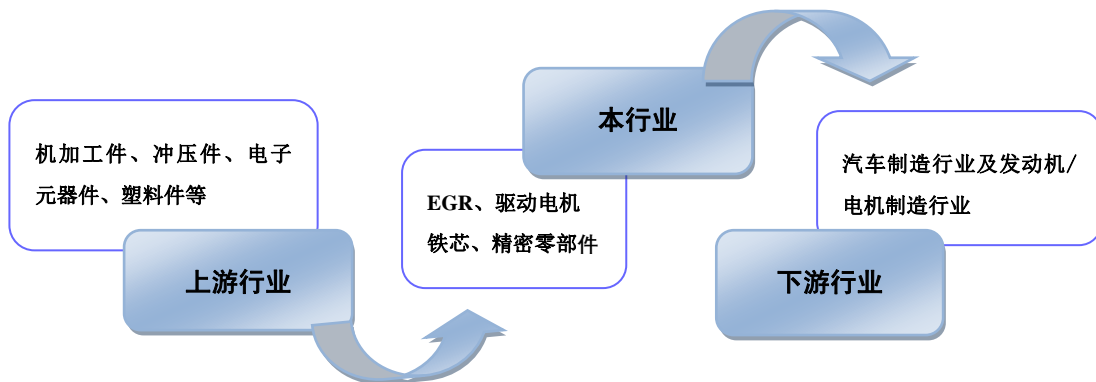 机加工件、冲压件、电子
元器件、塑料件等
上游行业
本行业
EGR、驱动电机
铁芯、精密零部件
汽车制造行业及发动机/
电机制造行业
下游行业